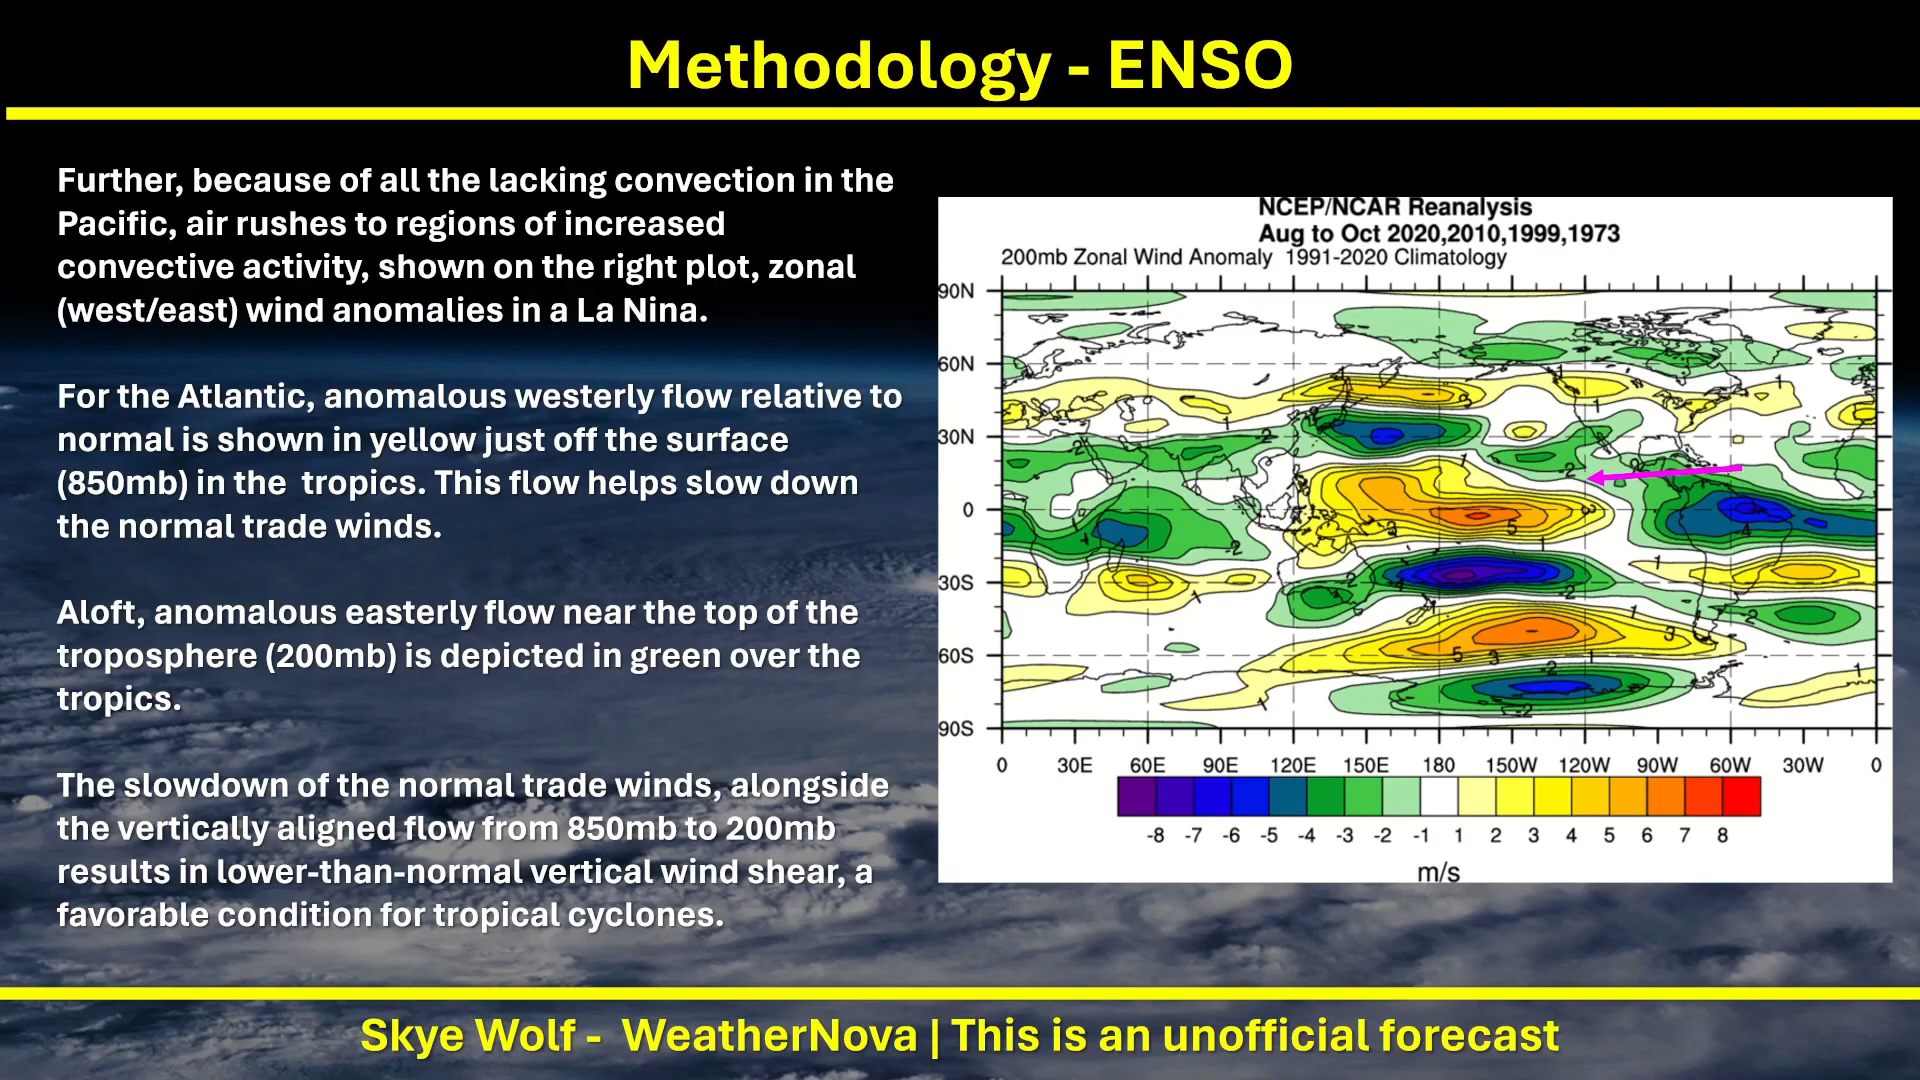 Methodology - ENSO
Further, because of all the lacking convection in the
Pacific, air rushes to regions of increased
convective activity, shown on the right plot, zonal
(west/east) wind anomalies in a La Nina.
For the Atlantic, anomalous westerly flow relative to
normal is shown in yellow just off the surface
(850mb) in the  tropics. This flow helps slow down
the normal trade winds.
Aloft, anomalous easterly flow near the top of the
troposphere (200mb) is depicted in green over the
tropics.
The slowdown of the normal trade winds, alongside
the vertically aligned flow from 850mb to 200mb
results in lower-than-normal vertical wind shear, a
favorable condition for tropical cyclones.
NCEP/NCAR Reanalysis
Aug to Oct 2020,2010,1999,1973
200mb Zonal Wind Anomaly  1991-2020 Climatology
90N
60N
30N
0
30S
60S
90S
0 30E 60E 90E 120E 150E 180 150W 120W 90W 60W 30W 0
-8 -7 -6 -5 -4 -3 -2 -1 1 2 3 4 5 6 7 8
m/s
Skye Wolf -  WeatherNova | This is an unofficial forecast